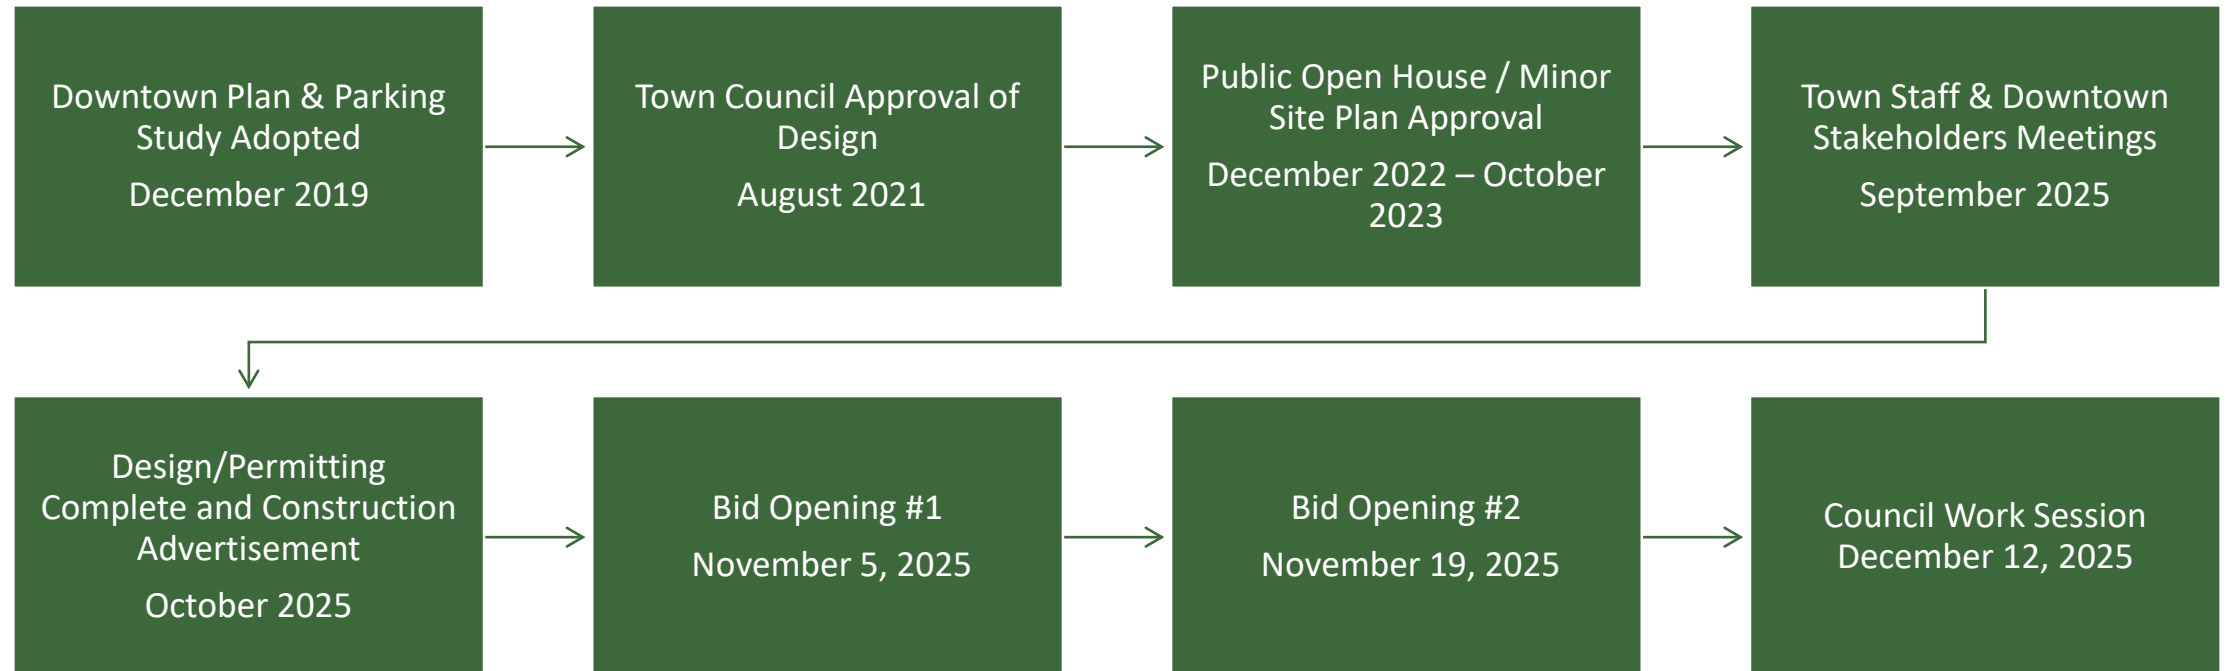 Downtown Plan & Parking
Study Adopted
December 2019
Town Council Approval of
Design
August 2021
Public Open House / Minor
Site Plan Approval
December 2022 – October
2023
Town Staff & Downtown
Stakeholders Meetings
September 2025
Design/Permitting
Complete and Construction
Advertisement
October 2025
Bid Opening #1
November 5, 2025
Bid Opening #2
November 19, 2025
Council Work Session
December 12, 2025